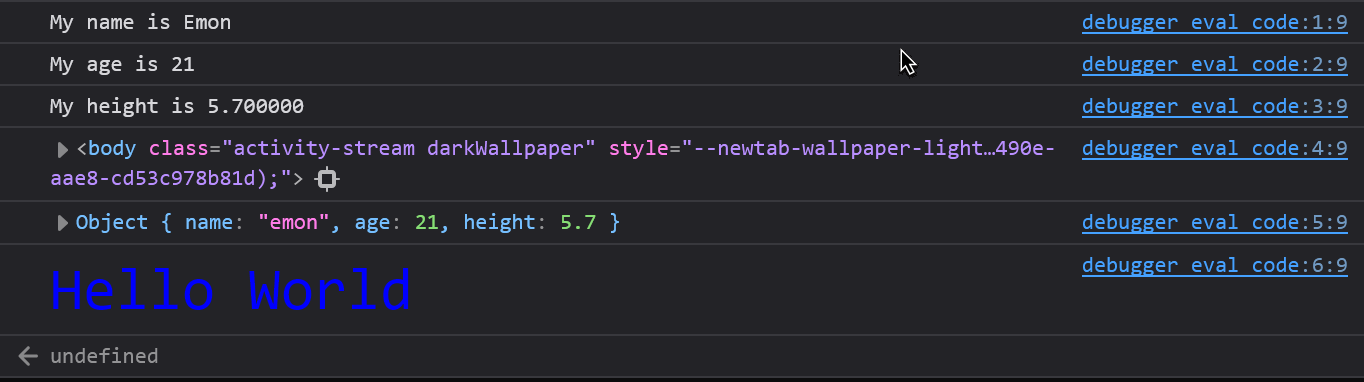 My name is Emon debugger eval code:1:9
My age is 21 debugger eval code:2:9
My height is 5.700000 debugger eval code:3:9
<body class="activity-stream darkWallpaper" style="--newtab-wallpaper-light…490e- debugger eval code:4:9
aae8-cd53c978b81d);">
Object { name: "emon", age: 21, height: 5.7 } debugger eval code:5:9
Hello World debugger eval code:6:9
undefined